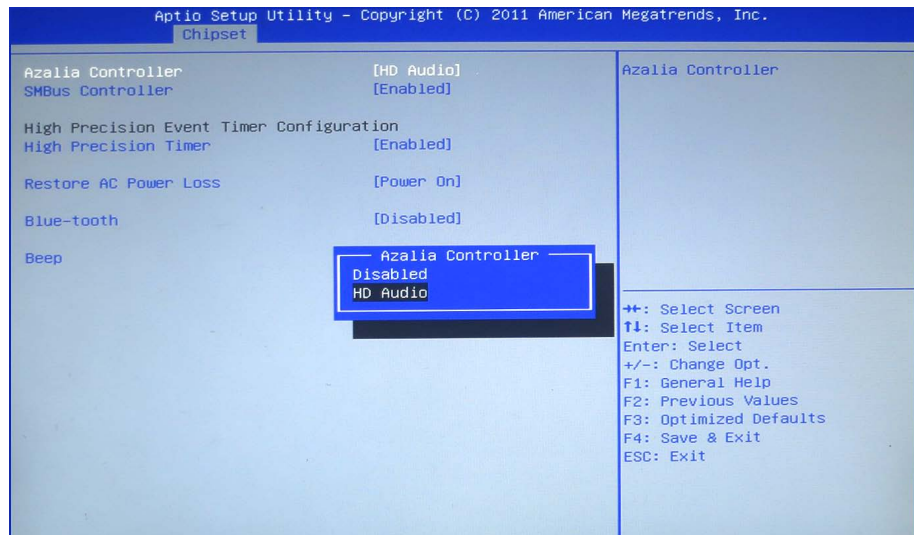 Aptio Setup Utility – Copyright (C) 2011 American Megatrends, Inc.
Chipset
Azalia Controller [HD Audio]
SMBus Controller [Enabled]
High Precision Event Timer Configuration
High Precision Timer [Enabled]
Restore AC Power Loss [Power On]
Blue-tooth [Disabled]
Beep
Azalia Controller
Disabled
HD Audio
Azalia Controller
→←: Select Screen
↑↓: Select Item
Enter: Select
+/-: Change Opt.
F1: General Help
F2: Previous Values
F3: Optimized Defaults
F4: Save & Exit
ESC: Exit